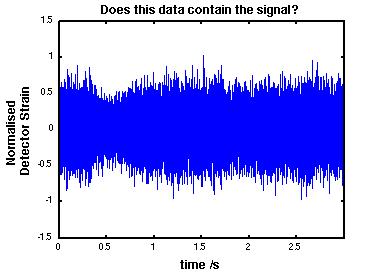 Does this data contain the signal?
1.5
1
0.5
0
-0.5
-1
-1.5
Normalised
Detector Strain
0 0.5 1 1.5 2 2.5
time /s